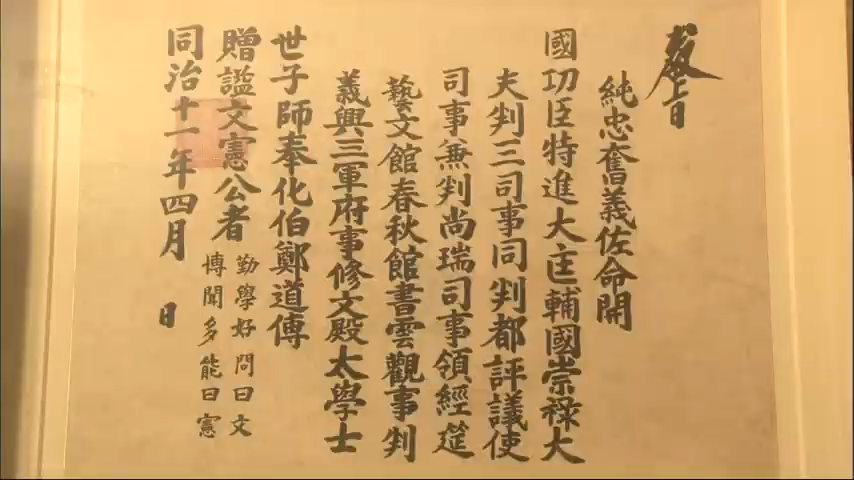 敎旨
純忠奮義佐命開
國功臣特進大匡輔國崇祿大
夫判三司事同判都評議使
司事兼判尚瑞司事領經筵
藝文館春秋館書雲觀事判
義興三軍府事修文殿太學士
世子師奉化伯鄭道傳
贈諡文憲公者
勤學好問曰文
博聞多能曰憲
同治十一年四月 日